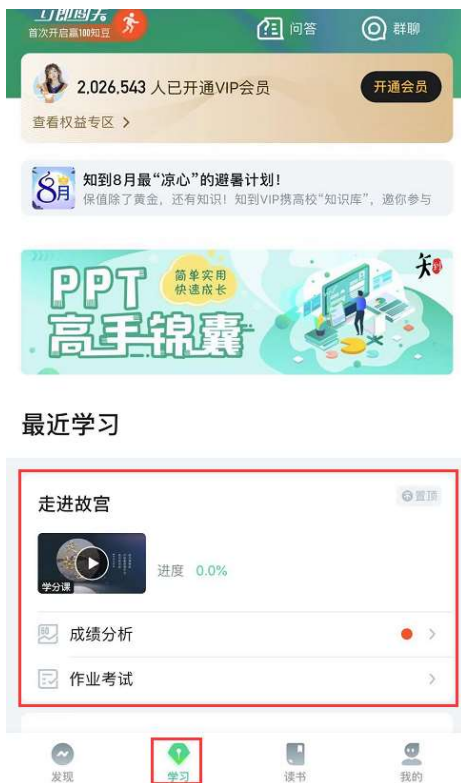 立即闯关
首次开启赢100知豆
问答
群聊
2,026,543 人已开通VIP会员
开通会员
查看权益专区 >
8月
知到8月最“凉心”的避暑计划!
保值除了黄金,还有知识!知到VIP携高校“知识库”,邀你参与
PPT
高手锦囊
简单实用
快速成长
知到
最近学习
走进故宫
置顶
学分课
进度 0.0%
成绩分析
作业考试
发现
学习
读书
我的